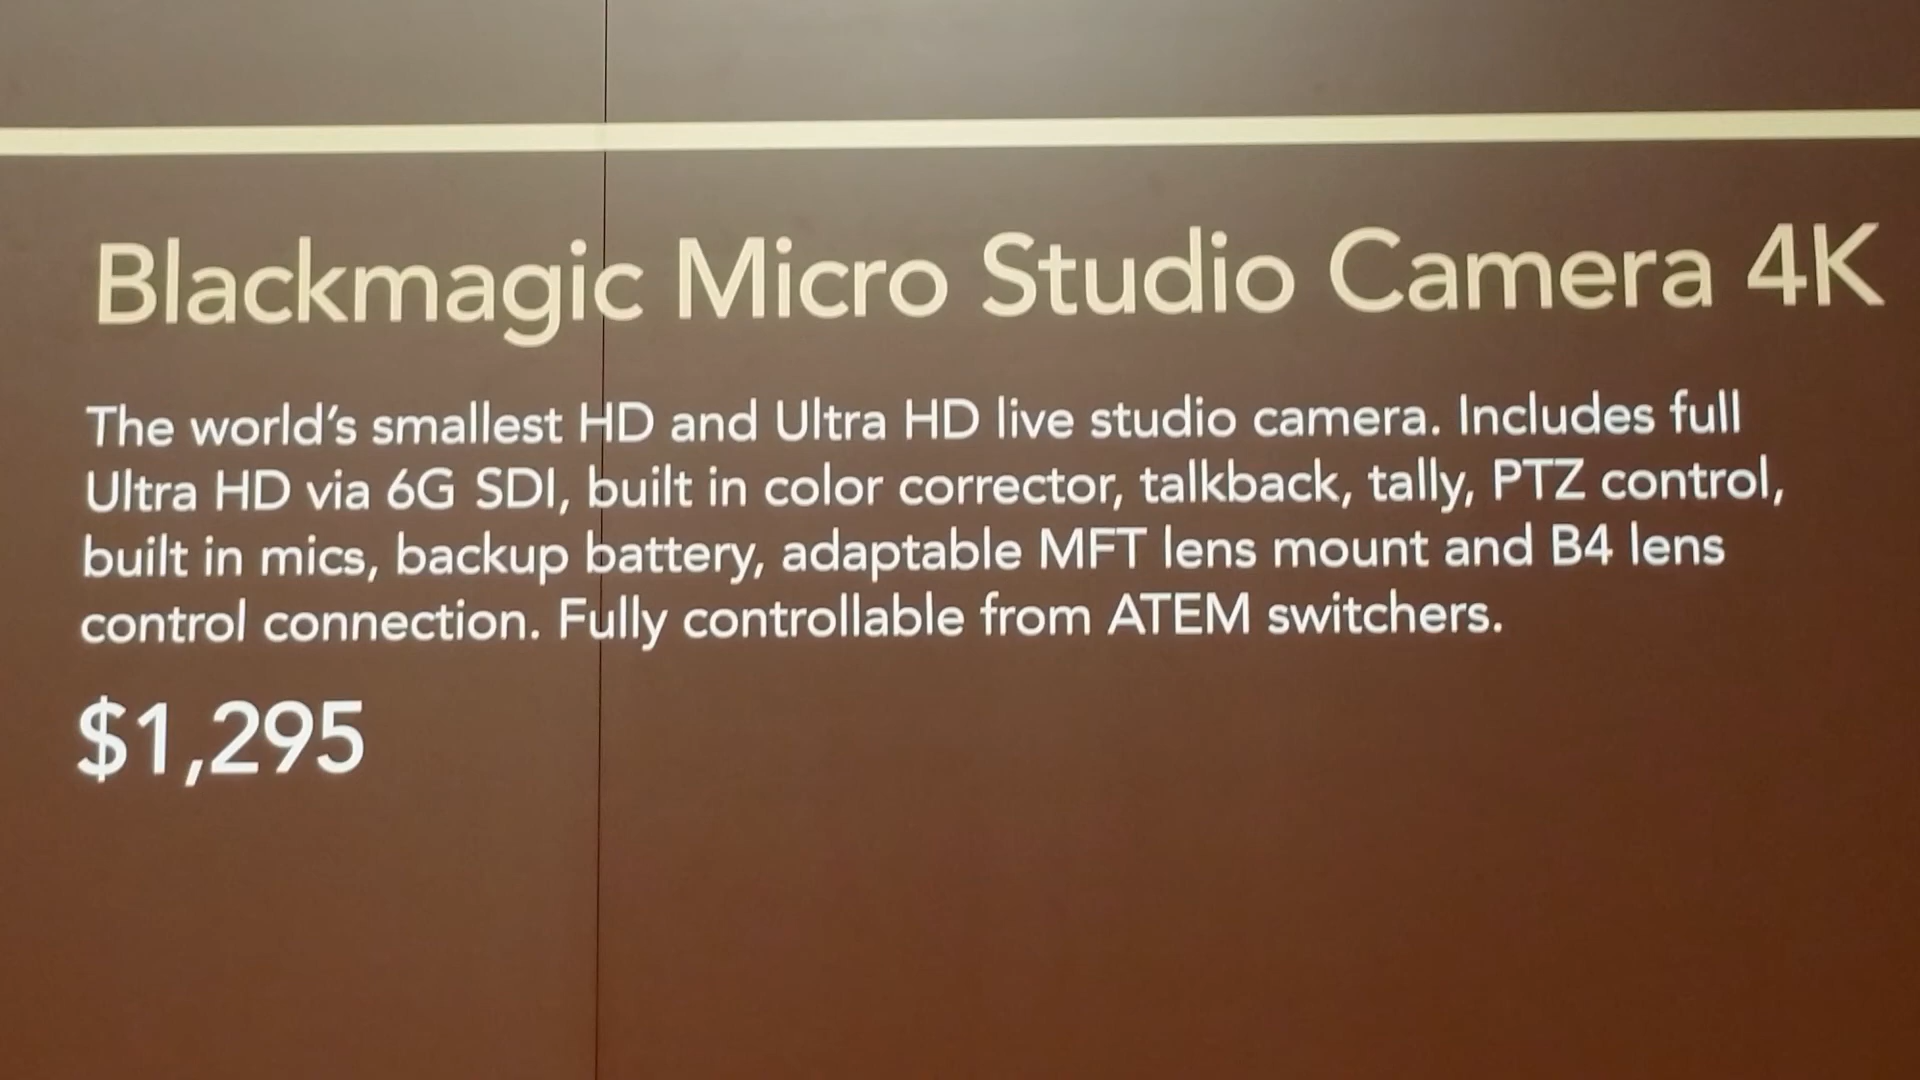 Blackmagic Micro Studio Camera 4K
The world's smallest HD and Ultra HD live studio camera. Includes full
Ultra HD via 6G SDI, built in color corrector, talkback, tally, PTZ control,
built in mics, backup battery, adaptable MFT lens mount and B4 lens
control connection. Fully controllable from ATEM switchers.
$1,295